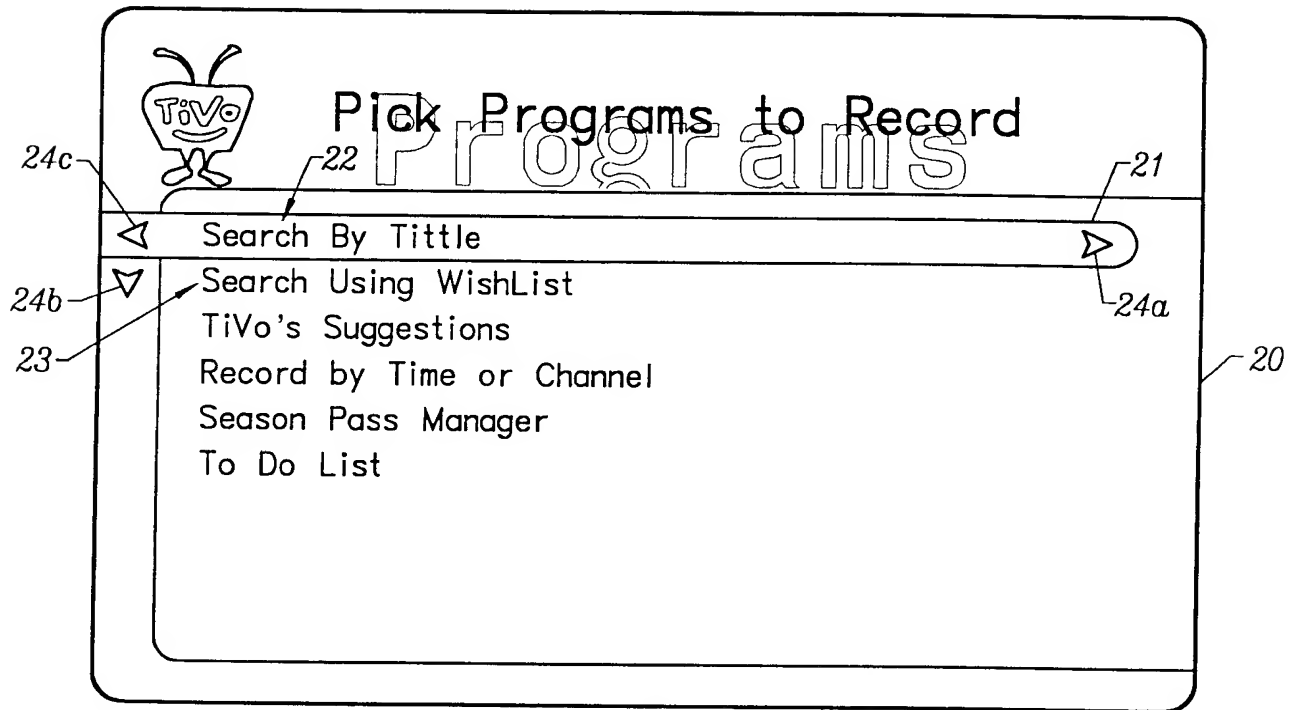 TiVo
Pick Programs to Record
Programs
24c
22
21
Search By Tittle
24b
Search Using WishList
24a
23
TiVo's Suggestions
Record by Time or Channel
20
Season Pass Manager
To Do List